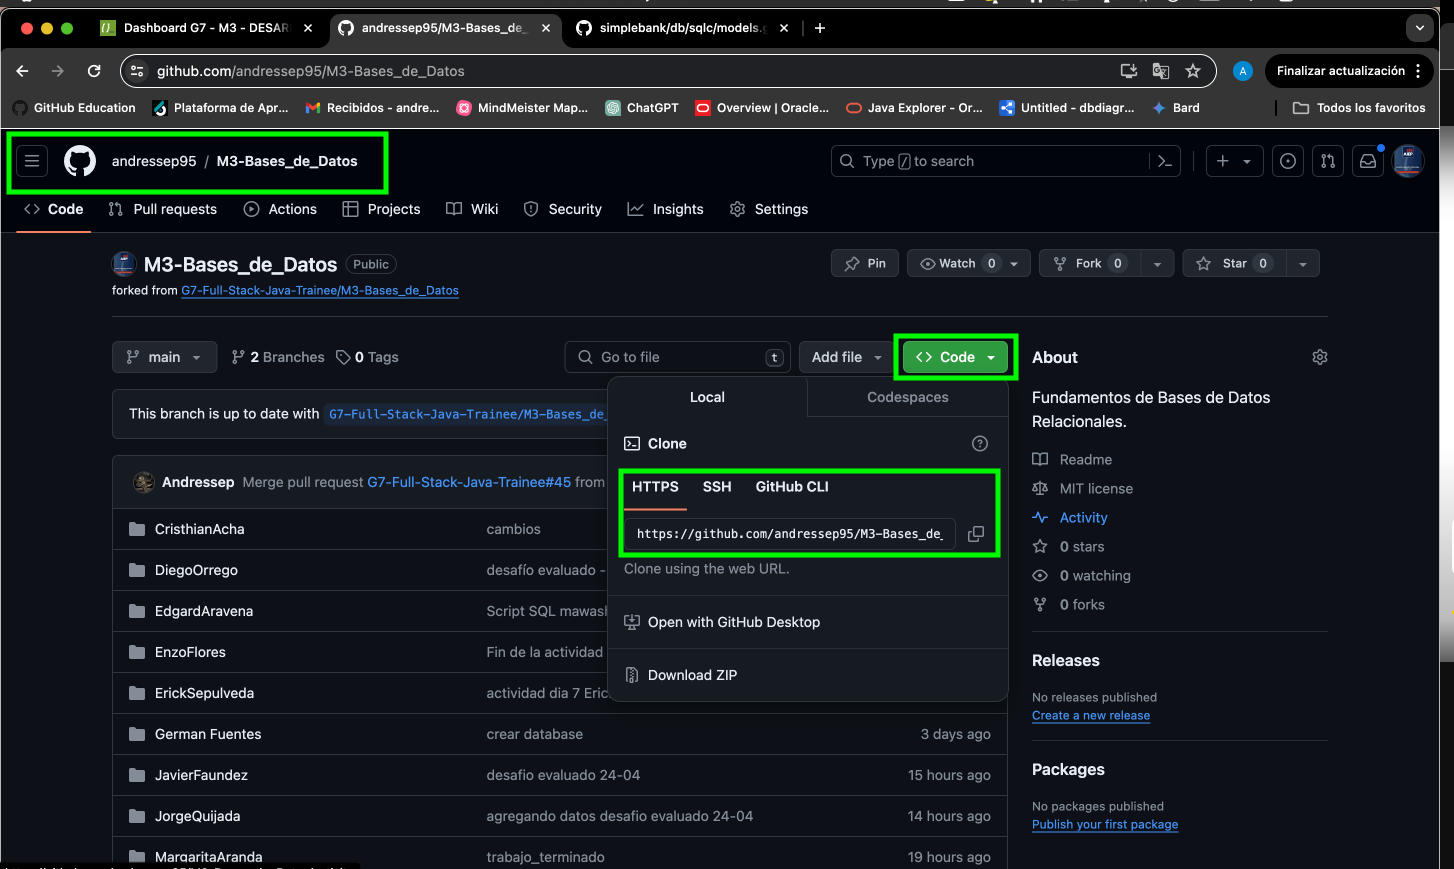 Dashboard G7 - M3 - DESAR
andressep95/M3-Bases_de_
simplebank/db/sqlc/models.g
github.com/andressep95/M3-Bases_de_Datos
A
Finalizar actualización
GitHub Education
Plataforma de Apr...
Recibidos - andre...
MindMeister Map...
ChatGPT
Overview | Oracle...
Java Explorer - Or...
Untitled - dbdiagr...
Bard
Todos los favoritos
andressep95 / M3-Bases_de_Datos
Type / to search
Code
Pull requests
Actions
Projects
Wiki
Security
Insights
Settings
M3-Bases_de_Datos
Public
Pin
Watch 0
Fork 0
Star 0
forked from G7-Full-Stack-Java-Trainee/M3-Bases_de_Datos
main
2 Branches
0 Tags
Go to file
t
Add file
<> Code
About
Local
Codespaces
Fundamentos de Bases de Datos
Relacionales.
This branch is up to date with G7-Full-Stack-Java-Trainee/M3-Bases_de_
Clone
Readme
Andressep Merge pull request G7-Full-Stack-Java-Trainee#45 from
HTTPS
SSH
GitHub CLI
MIT license
Activity
https://github.com/andressep95/M3-Bases_de_
CristhianAcha
cambios
0 stars
Clone using the web URL.
DiegoOrrego
desafío evaluado -
0 watching
0 forks
EdgardAravena
Script SQL mawash
Open with GitHub Desktop
EnzoFlores
Fin de la actividad
Releases
Download ZIP
ErickSepulveda
actividad dia 7 Eric
No releases published
Create a new release
German Fuentes
crear database
3 days ago
Packages
JavierFaundez
desafio evaluado 24-04
15 hours ago
No packages published
Publish your first package
JorgeQuijada
agregando datos desafio evaluado 24-04
14 hours ago
MargaritaAranda
trabajo_terminado
19 hours ago